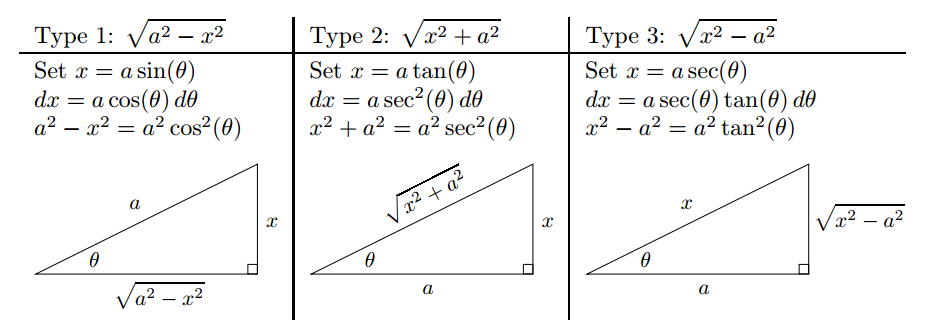 Type 1: √(a² − x²)
Set x = a sin(θ)
dx = a cos(θ) dθ
a² − x² = a² cos²(θ)
a
x
θ
√(a² − x²)
Type 2: √(x² + a²)
Set x = a tan(θ)
dx = a sec²(θ) dθ
x² + a² = a² sec²(θ)
√(x² + a²)
x
θ
a
Type 3: √(x² − a²)
Set x = a sec(θ)
dx = a sec(θ) tan(θ) dθ
x² − a² = a² tan²(θ)
x
√(x² − a²)
θ
a